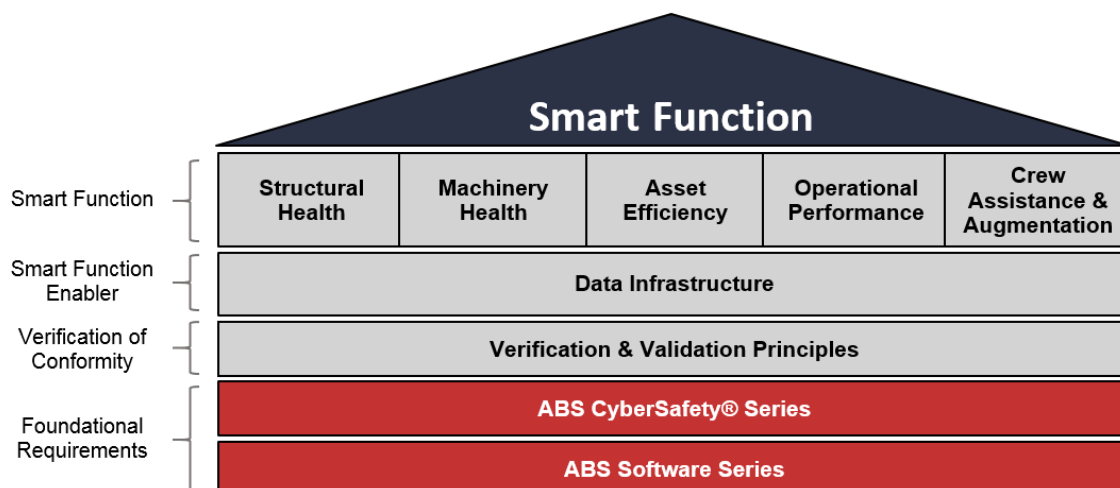 Smart Function
Smart Function
Structural
Health
Machinery
Health
Asset
Efficiency
Operational
Performance
Crew
Assistance &
Augmentation
Smart Function
Enabler
Data Infrastructure
Verification of
Conformity
Verification & Validation Principles
Foundational
Requirements
ABS CyberSafety® Series
ABS Software Series